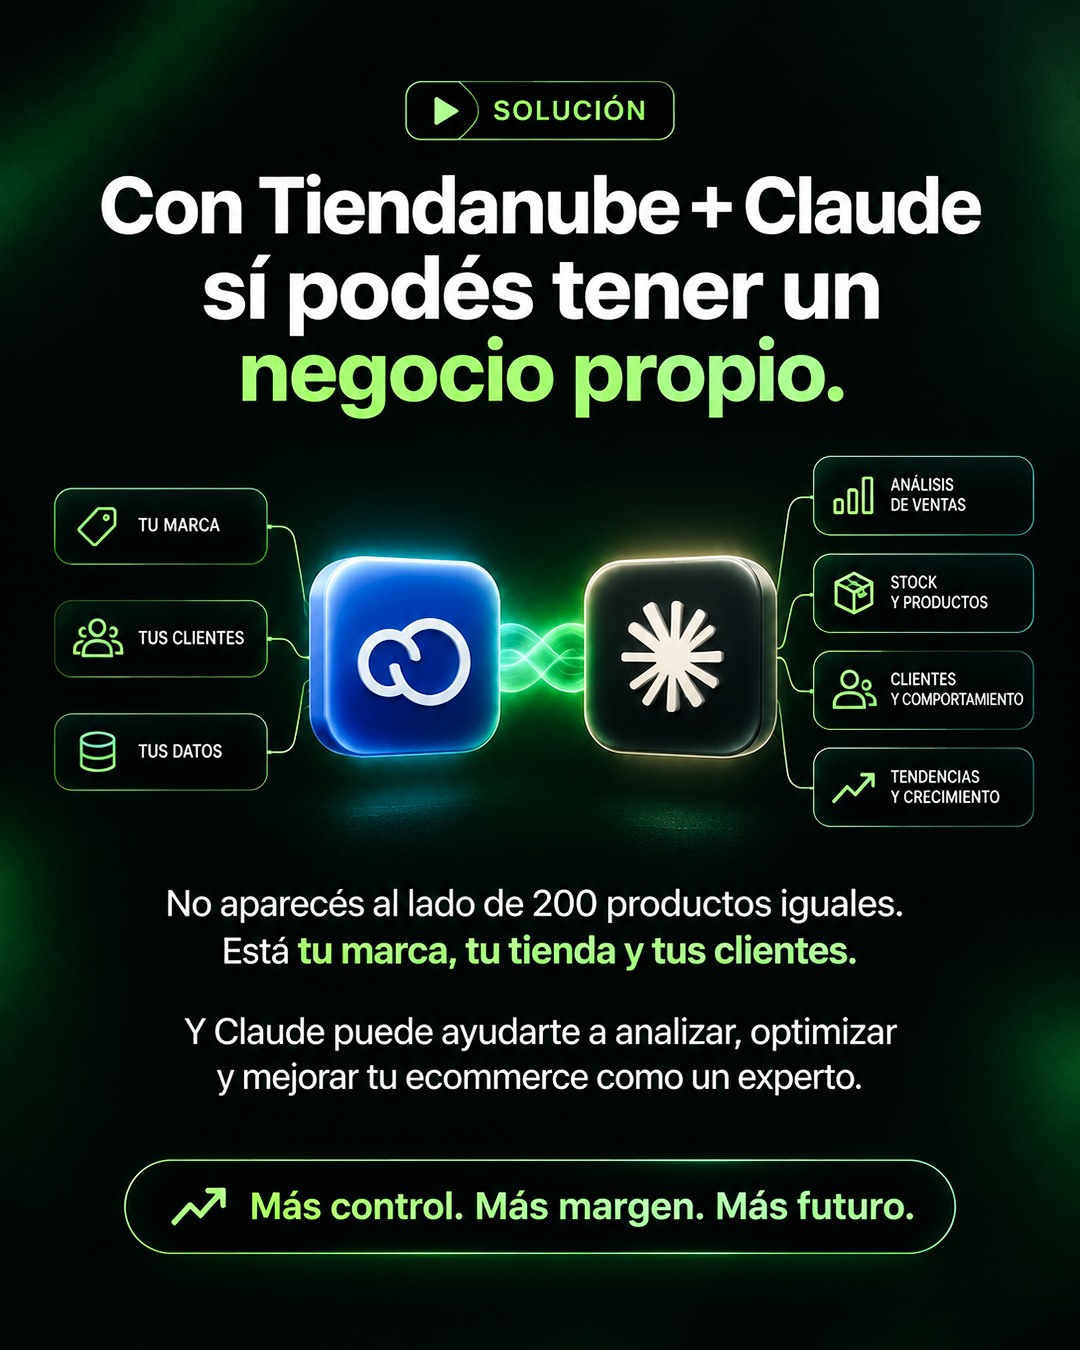 SOLUCIÓN
Con Tiendanube + Claude
sí podés tener un
negocio propio.
TU MARCA
TUS CLIENTES
TUS DATOS
ANÁLISIS
DE VENTAS
STOCK
Y PRODUCTOS
CLIENTES
Y COMPORTAMIENTO
TENDENCIAS
Y CRECIMIENTO
No aparecés al lado de 200 productos iguales.
Está tu marca, tu tienda y tus clientes.
Y Claude puede ayudarte a analizar, optimizar
y mejorar tu ecommerce como un experto.
Más control. Más margen. Más futuro.